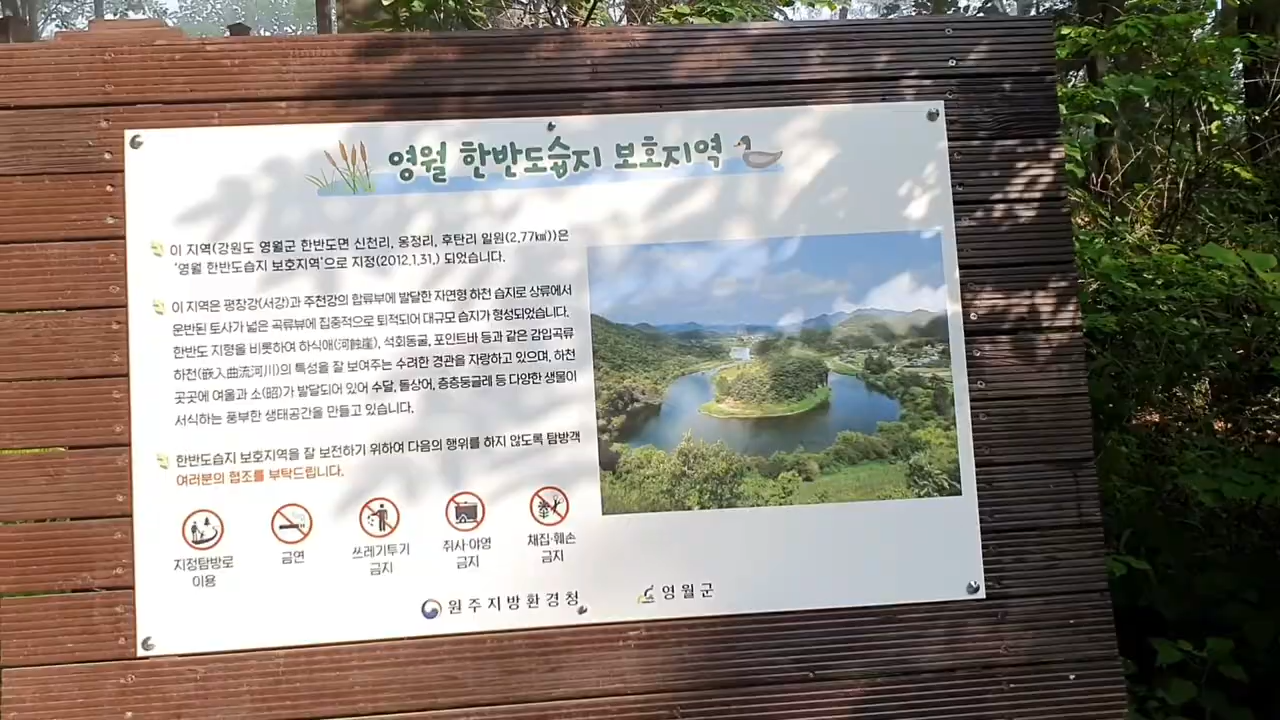 영월 한반도습지 보호지역
이 지역(강원도 영월군 한반도면 신천리, 옹정리, 후탄리 일원(2.77㎢))은
'영월 한반도습지 보호지역'으로 지정(2012.1.31.) 되었습니다.
이 지역은 평창강(서강)과 주천강의 합류부에 발달한 자연형 하천 습지로 상류에서
운반된 토사가 넓은 곡류부에 집중적으로 퇴적되어 대규모 습지가 형성되었습니다.
한반도 지형을 비롯하여 하식애(河蝕崖), 석회동굴, 포인트바 등과 같은 감입곡류
하천(嵌入曲流河川)의 특성을 잘 보여주는 수려한 경관을 자랑하고 있으며, 하천
곳곳에 여울과 소(沼)가 발달되어 있어 수달, 돌상어, 층층둥글레 등 다양한 생물이
서식하는 풍부한 생태공간을 만들고 있습니다.
한반도습지 보호지역을 잘 보전하기 위하여 다음의 행위를 하지 않도록 탐방객
여러분의 협조를 부탁드립니다.
지정탐방로
이용
금연
쓰레기투기
금지
취사·야영
금지
채집·훼손
금지
원주지방환경청
영월군